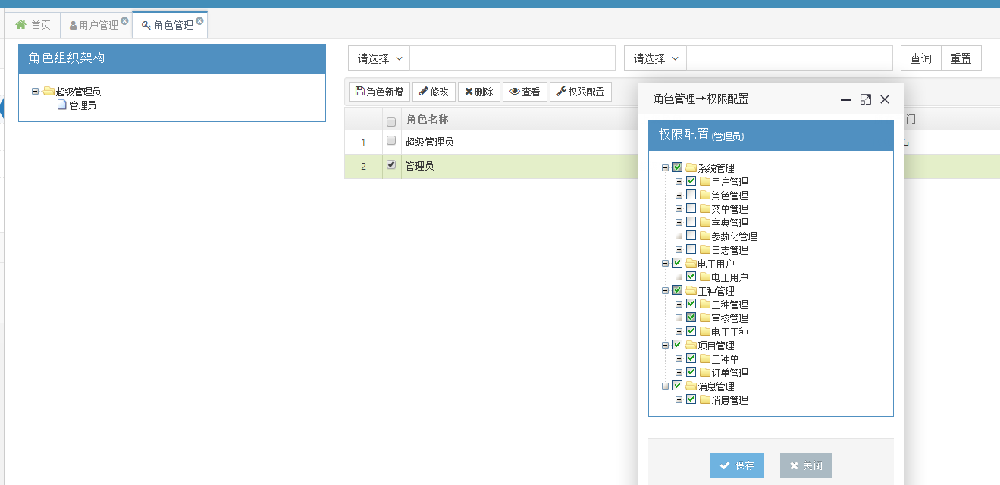 首页 用户管理 角色管理
角色组织架构
超级管理员
管理员
请选择 请选择 查询 重置
角色新增 修改 删除 查看 权限配置
角色名称
1 超级管理员
2 管理员
角色管理→权限配置
权限配置 (管理员)
系统管理
用户管理
角色管理
菜单管理
字典管理
参数化管理
日志管理
电工用户
电工用户
工种管理
工种管理
审核管理
电工工种
项目管理
工种单
订单管理
消息管理
消息管理
保存 关闭